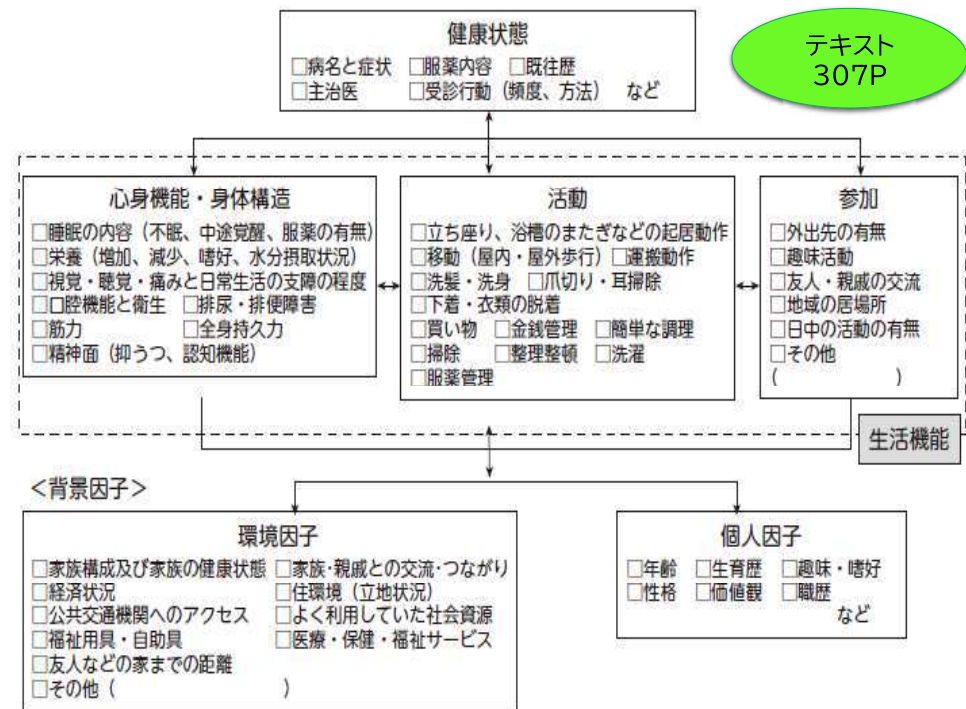 健康状態
□病名と症状 □服薬内容 □既往歴
□主治医 □受診行動（頻度、方法） など
テキスト
307P
心身機能・身体構造
□睡眠の内容（不眠、中途覚醒、服薬の有無）
□栄養（増加、減少、嗜好、水分摂取状況）
□視覚・聴覚・痛みと日常生活の支障の程度
□口腔機能と衛生 □排尿・排便障害
□筋力 □全身持久力
□精神面（抑うつ、認知機能）
活動
□立ち座り、浴槽のまたぎなどの起居動作
□移動（屋内・屋外歩行）□運搬動作
□洗髪・洗身 □爪切り・耳掃除
□下着・衣類の脱着
□買い物 □金銭管理 □簡単な調理
□掃除 □整理整頓 □洗濯
□服薬管理
参加
□外出先の有無
□趣味活動
□友人・親戚の交流
□地域の居場所
□日中の活動の有無
□その他
（ ）
生活機能
＜背景因子＞
環境因子
□家族構成及び家族の健康状態 □家族・親戚との交流・つながり
□経済状況 □住環境（立地状況）
□公共交通機関へのアクセス □よく利用していた社会資源
□福祉用具・自助具 □医療・保健・福祉サービス
□友人などの家までの距離
□その他（ ）
個人因子
□年齢 □生育歴 □趣味・嗜好
□性格 □価値観 □職歴
など